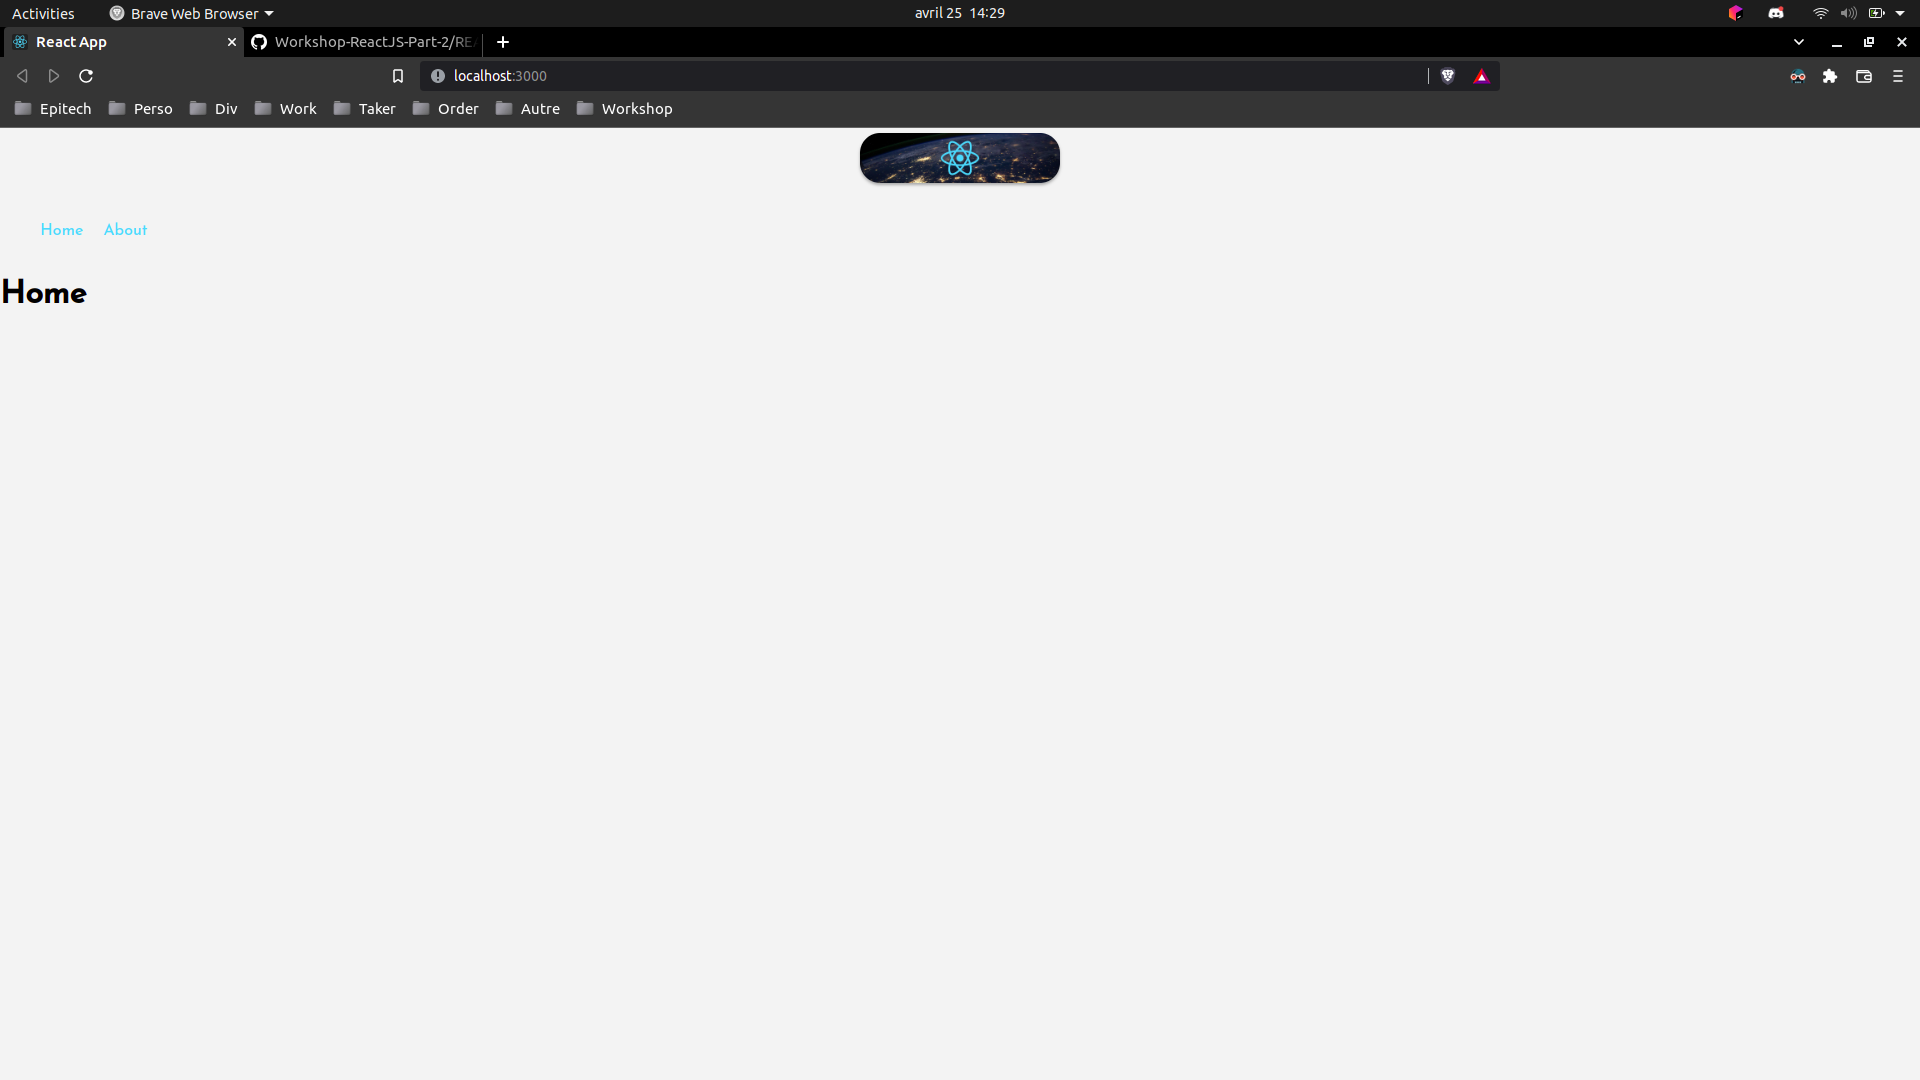 Activities Brave Web Browser avril 25 14:29
React App Workshop-ReactJS-Part-2/REA
localhost:3000
Epitech Perso Div Work Taker Order Autre Workshop
Home About
Home